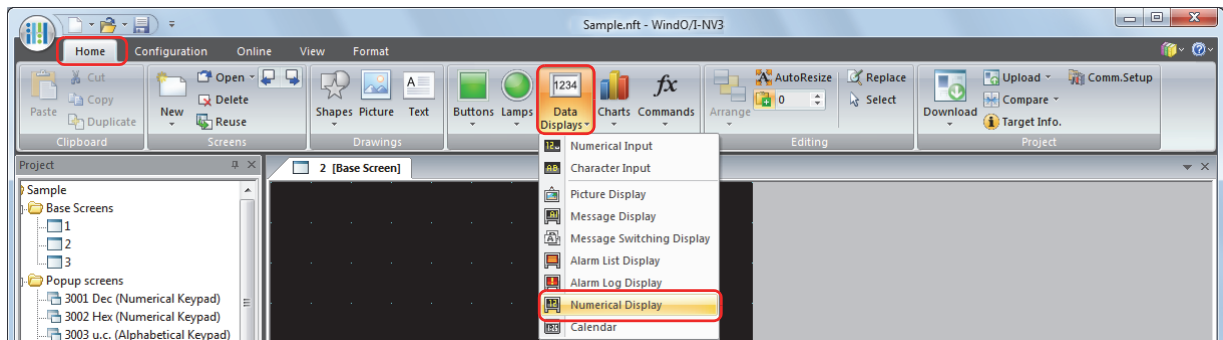 Sample.nft - WindO/I-NV3
Home Configuration Online View Format
Paste Cut Copy Duplicate Clipboard
New Open Delete Reuse Screens
Shapes Picture Text Drawings
Buttons Lamps Data Displays Charts Commands
1234
fx
Arrange AutoResize 0 Replace Select Editing
Download Upload Compare Target Info. Comm.Setup Project
Project
2 [Base Screen]
Sample
Base Screens
1
2
3
Popup screens
3001 Dec (Numerical Keypad)
3002 Hex (Numerical Keypad)
3003 u.c. (Alphabetical Keypad)
Numerical Input
Character Input
Picture Display
Message Display
Message Switching Display
Alarm List Display
Alarm Log Display
Numerical Display
Calendar